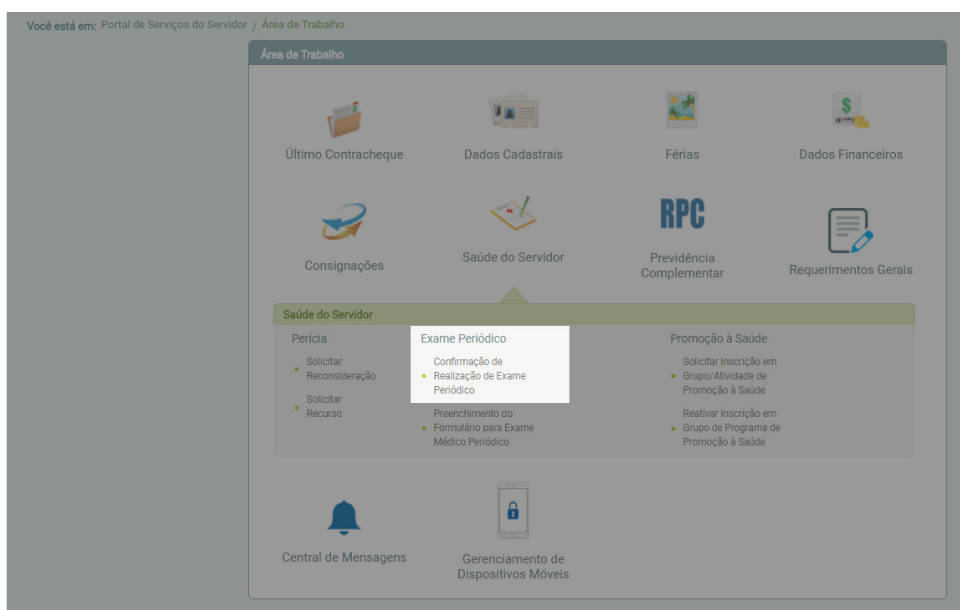 Você está em: Portal de Serviços do Servidor / Área de Trabalho
Área de Trabalho
Último Contracheque
Dados Cadastrais
Férias
$
Dados Financeiros
Consignações
Saúde do Servidor
RPC
Previdência
Complementar
Requerimentos Gerais
Saúde do Servidor
Perícia
Solicitar
Reconsideração
Solicitar
Recurso
Exame Periódico
Confirmação de
Realização de Exame
Periódico
Preenchimento do
Formulário para Exame
Médico Periódico
Promoção à Saúde
Solicitar Inscrição em
Grupo/Atividade de
Promoção à Saúde
Reativar Inscrição em
Grupo de Programa de
Promoção à Saúde
Central de Mensagens
Gerenciamento de
Dispositivos Móveis